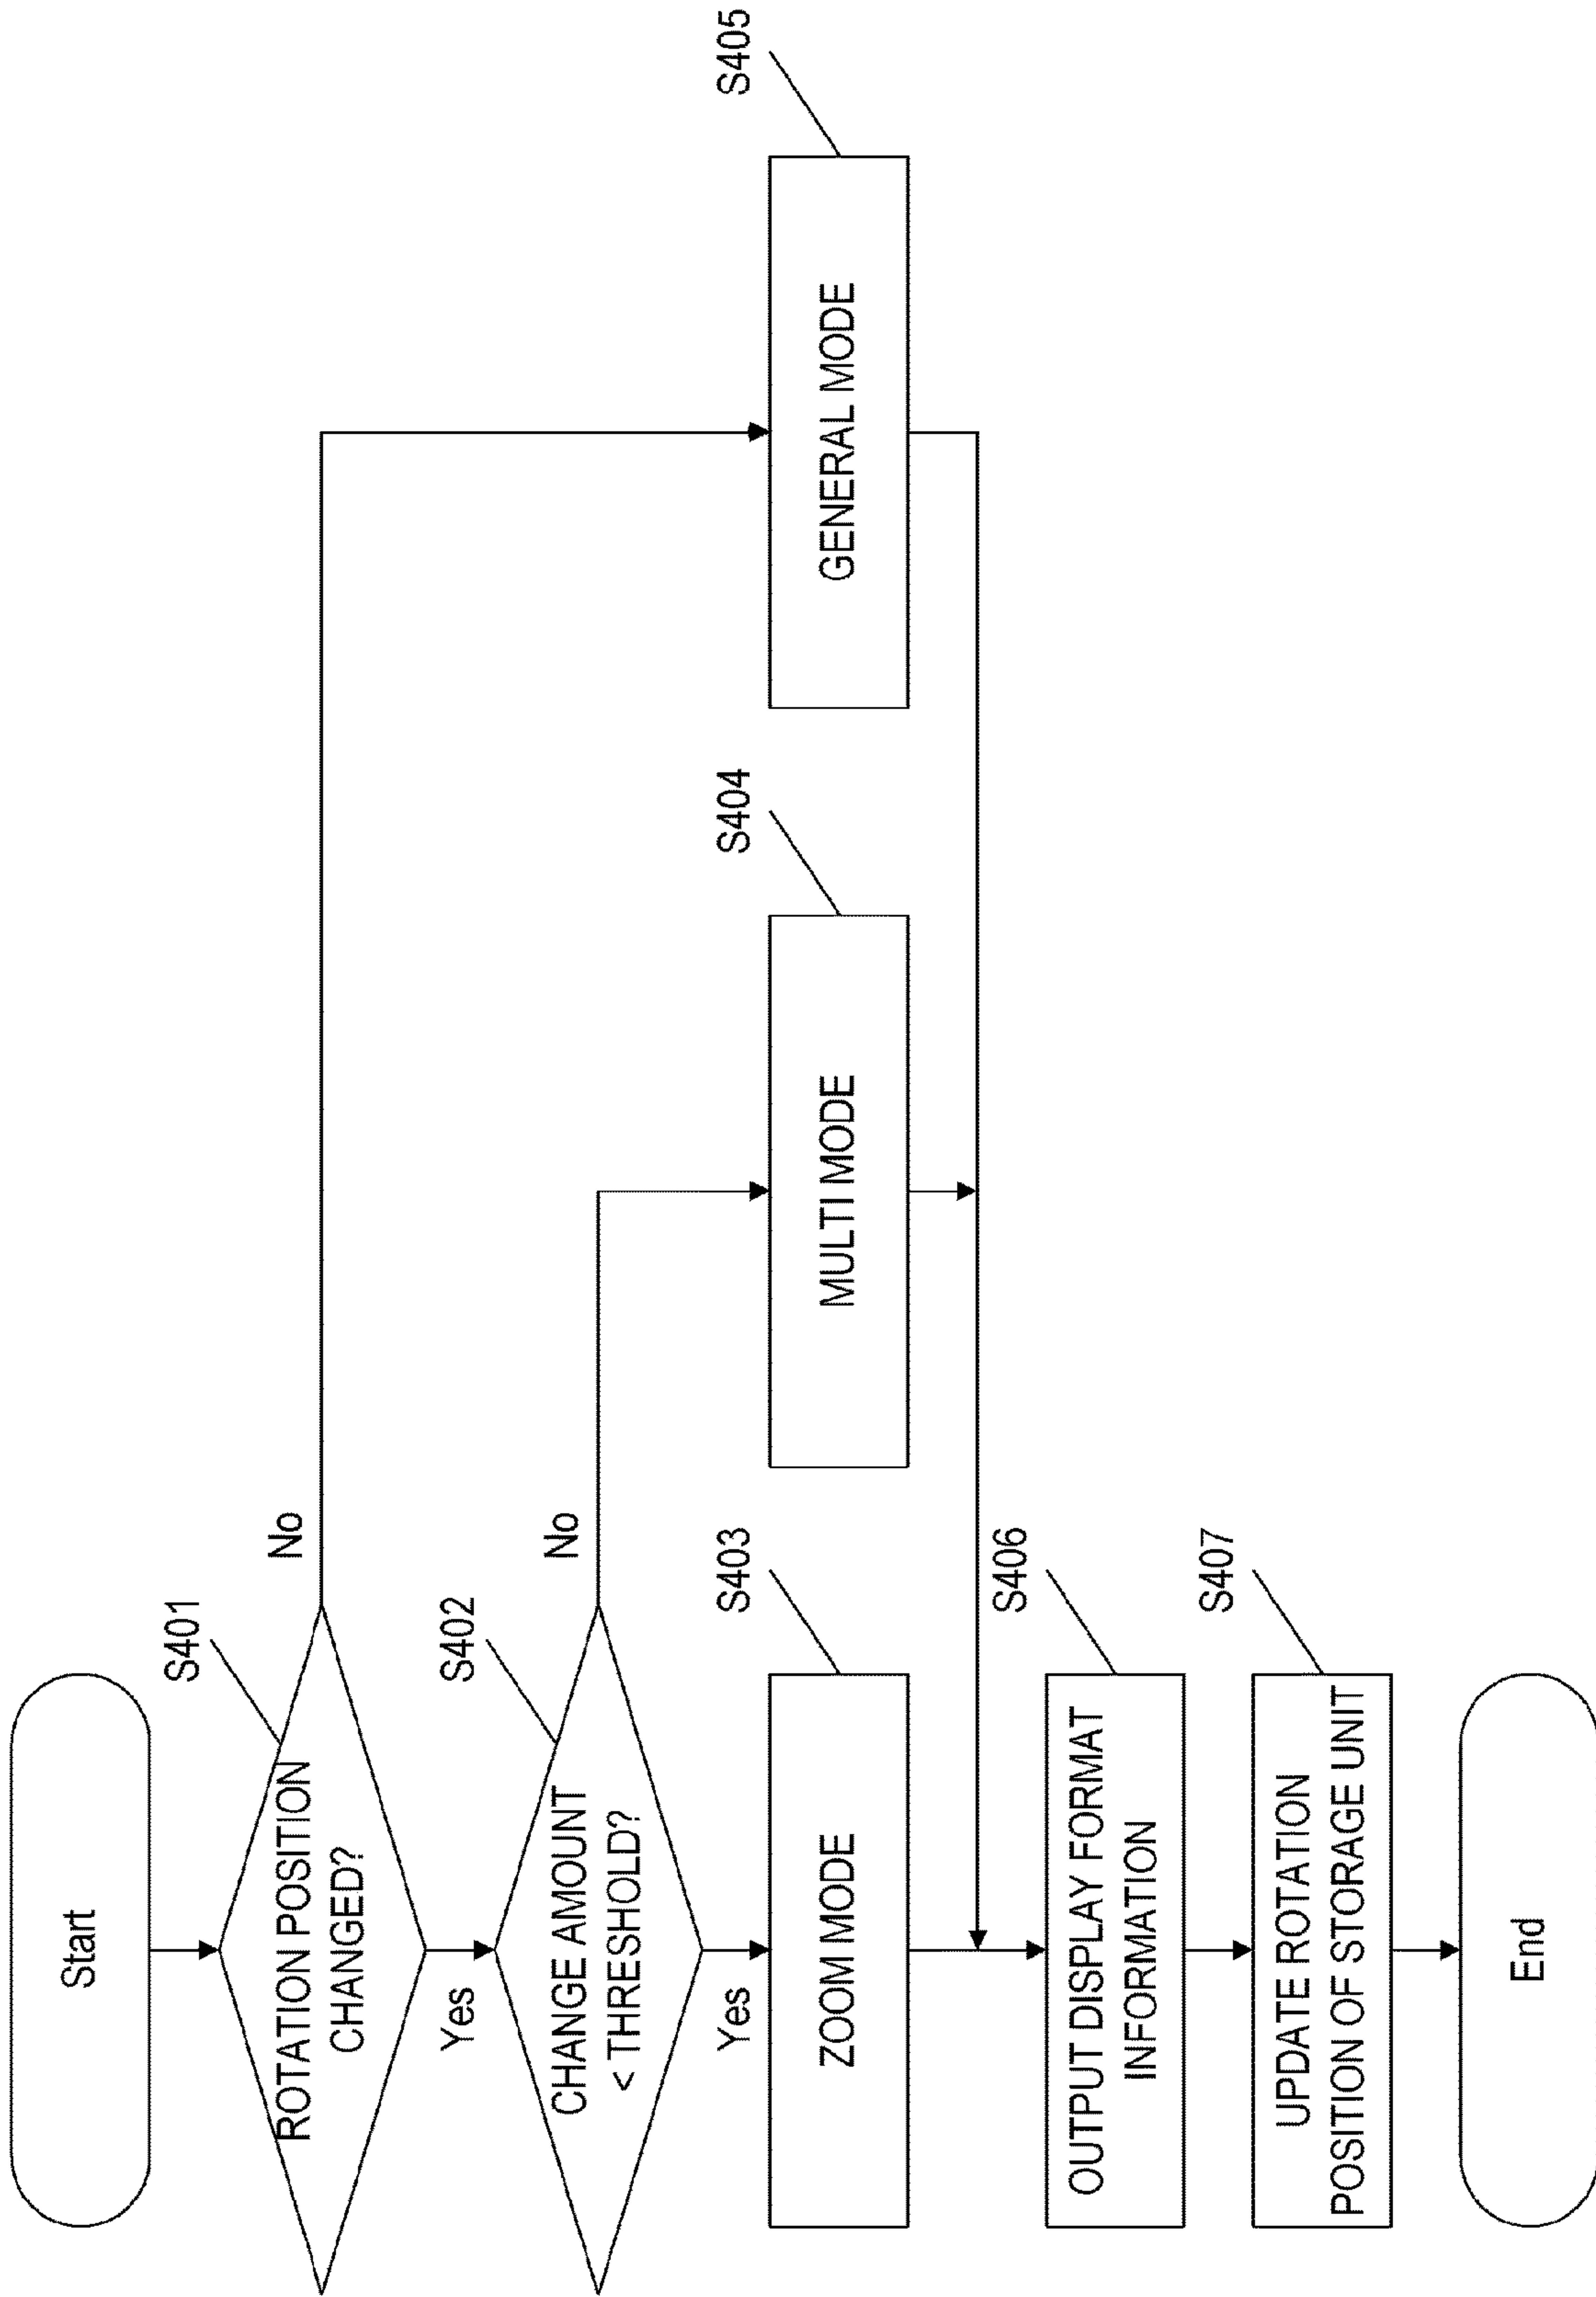 Start
S401
ROTATION POSITION
CHANGED?
No
Yes
S402
CHANGE AMOUNT
< THRESHOLD?
No
Yes
S403
ZOOM MODE
S404
MULTI MODE
S405
GENERAL MODE
S406
OUTPUT DISPLAY FORMAT
INFORMATION
S407
UPDATE ROTATION
POSITION OF STORAGE UNIT
End